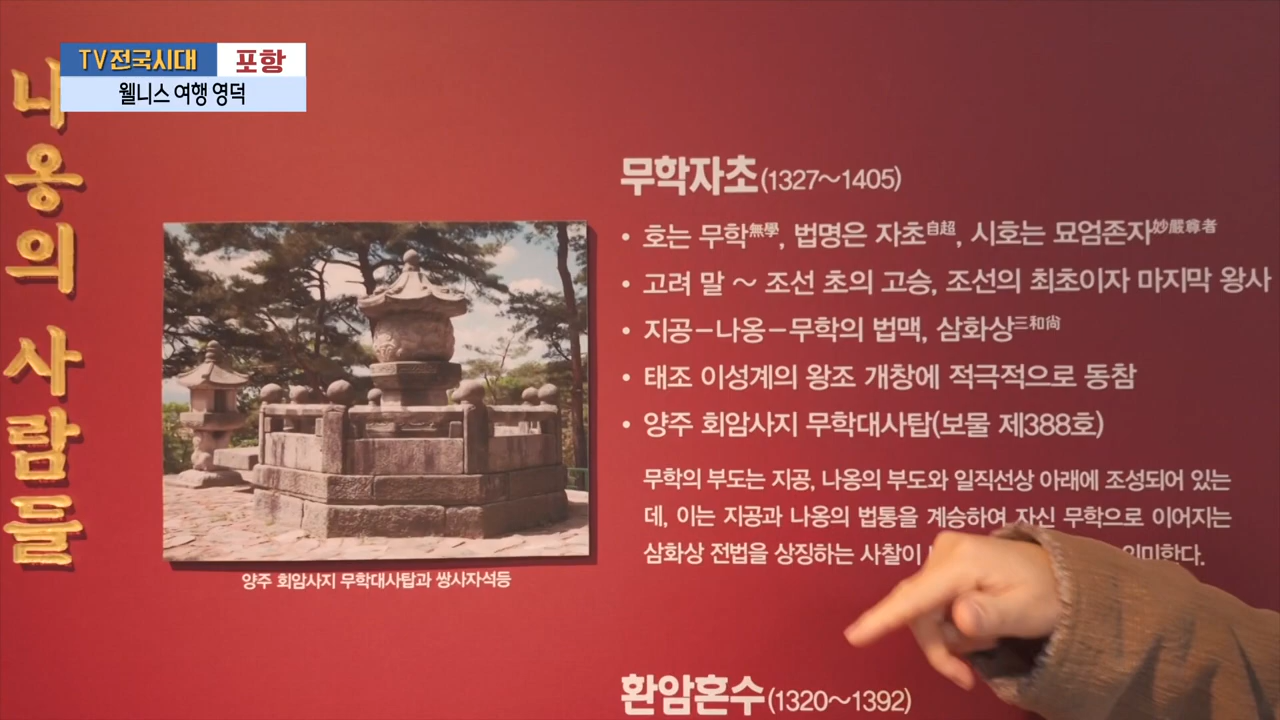 TV전국시대 포항
웰니스 여행 영덕
나옹의 사람들
무학자초(1327~1405)
• 호는 무학無學, 법명은 자초自超, 시호는 묘엄존자妙嚴尊者
• 고려 말 ~ 조선 초의 고승, 조선의 최초이자 마지막 왕사
• 지공-나옹-무학의 법맥, 삼화상三和尙
• 태조 이성계의 왕조 개창에 적극적으로 동참
• 양주 회암사지 무학대사탑(보물 제388호)
무학의 부도는 지공, 나옹의 부도와 일직선상 아래에 조성되어 있는
데, 이는 지공과 나옹의 법통을 계승하여 자신 무학으로 이어지는
삼화상 전법을 상징하는 사찰이 의미한다.
양주 회암사지 무학대사탑과 쌍사자석등
환암혼수(1320~1392)